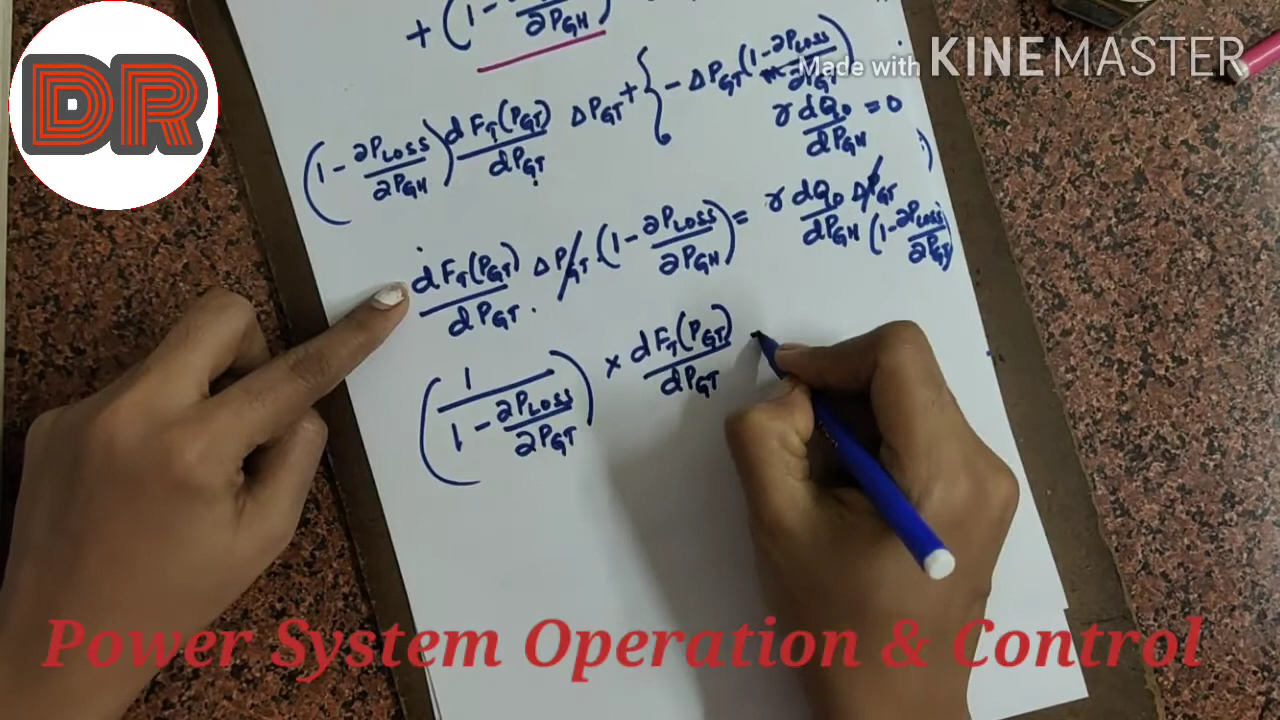 DR
Made with KINEMASTER
+ (1 - ∂P_GH)
(1 - ∂P_LOSS/∂P_GH) dF_T(P_GT)/dP_GT ΔP_GT + { - ΔP_GT (1 - ∂P_LOSS/∂P_GT)
γ dQ_0/dP_GH = 0
dF_T(P_GT)/dP_GT ΔP_GT . (1 - ∂P_LOSS/∂P_GH) = γ dQ_0/dP_GH ΔP_GT (1 - ∂P_LOSS/∂P_GT)
(1/(1 - ∂P_LOSS/∂P_GT)) × dF_T(P_GT)/dP_GT
Power System Operation & Control